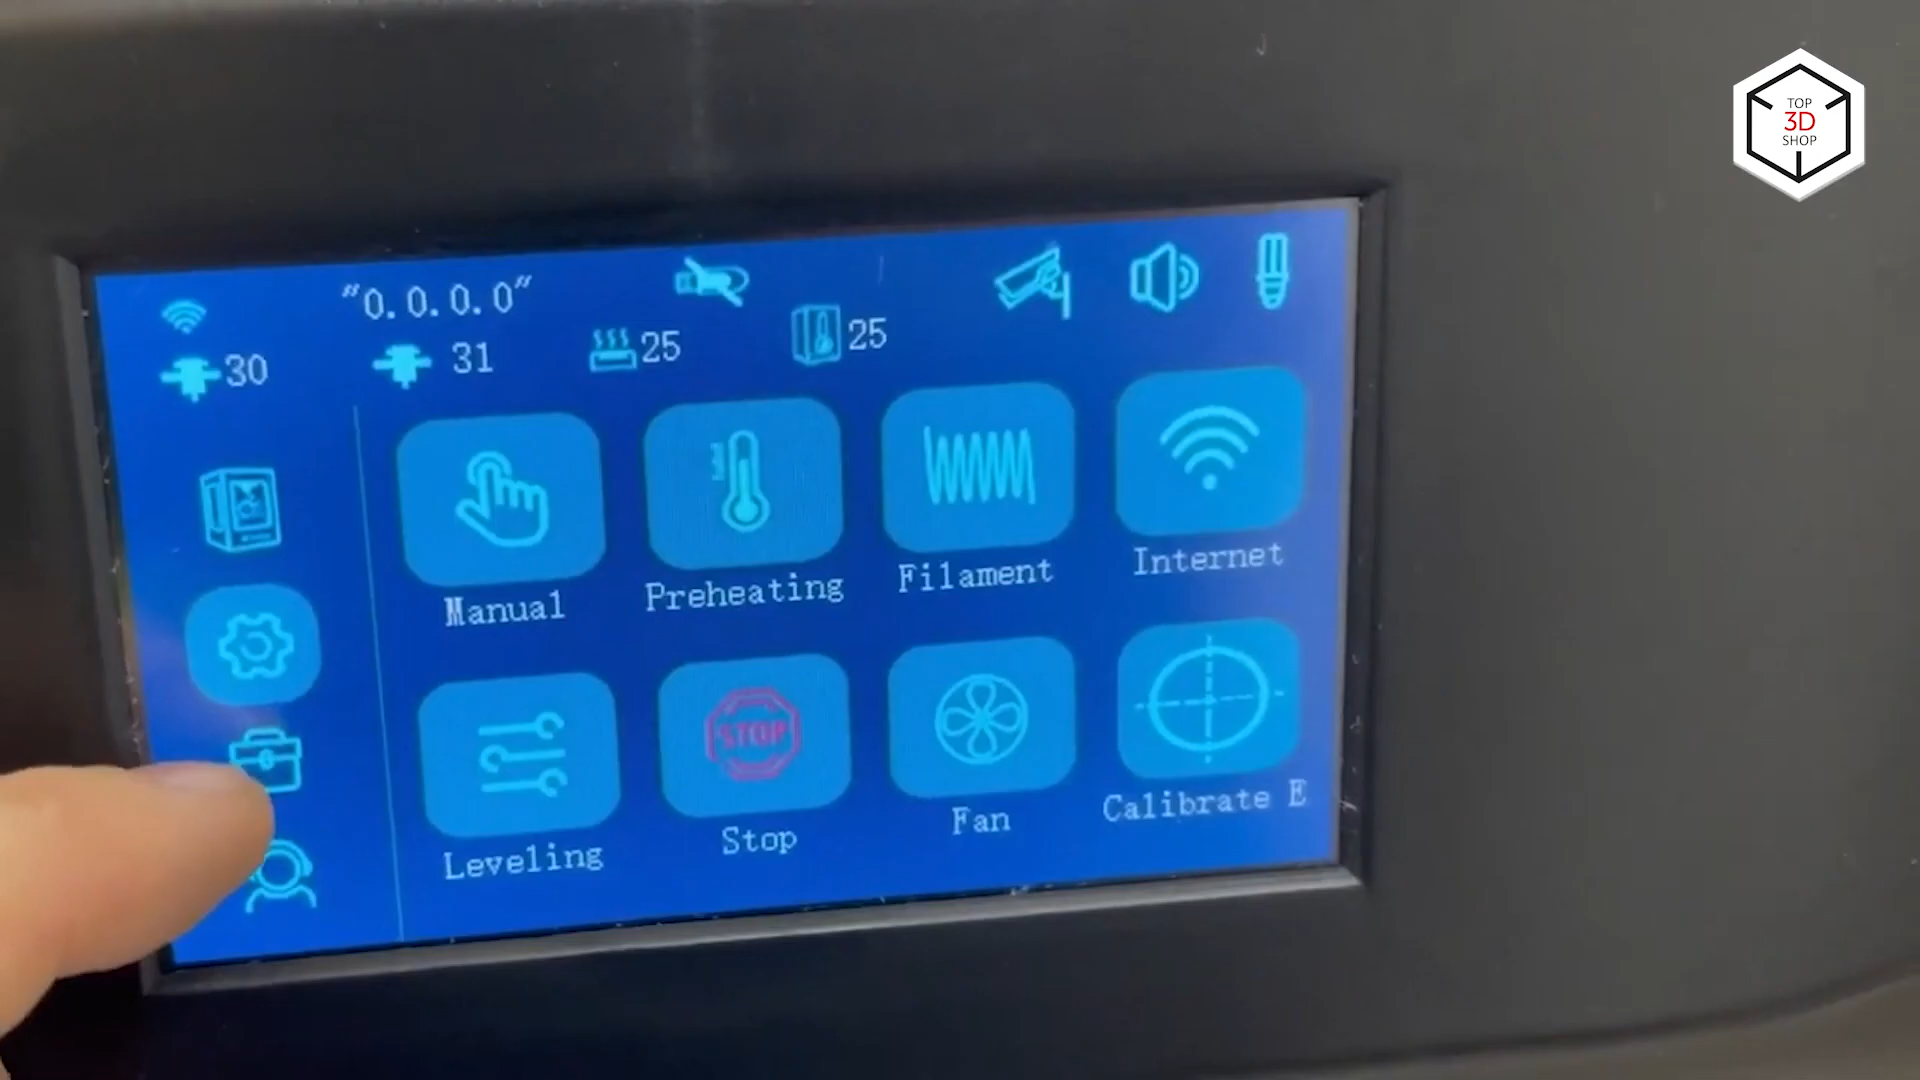 TOP
3D
SHOP
"0.0.0.0"
30 31 25 25
Manual Preheating Filament Internet
STOP
Leveling Stop Fan Calibrate E